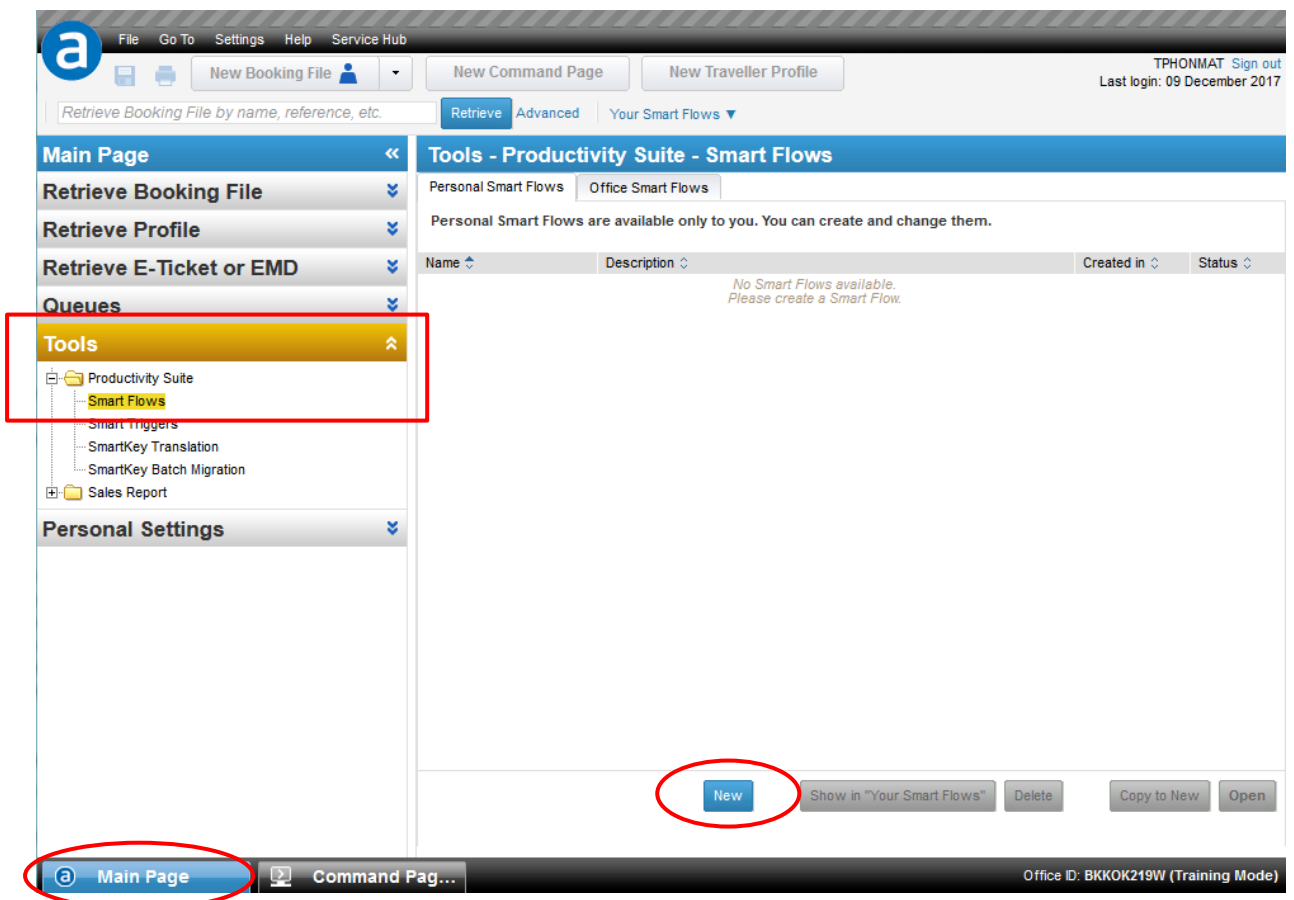 a
File Go To Settings Help Service Hub
New Booking File New Command Page New Traveller Profile
TPHONMAT Sign out
Last login: 09 December 2017
Retrieve Booking File by name, reference, etc. Retrieve Advanced Your Smart Flows ▼
Main Page «
Tools - Productivity Suite - Smart Flows
Retrieve Booking File
Personal Smart Flows Office Smart Flows
Retrieve Profile
Personal Smart Flows are available only to you. You can create and change them.
Retrieve E-Ticket or EMD
Name Description Created in Status
No Smart Flows available.
Please create a Smart Flow.
Queues
Tools
Productivity Suite
Smart Flows
Smart Triggers
SmartKey Translation
SmartKey Batch Migration
Sales Report
Personal Settings
New Show in "Your Smart Flows" Delete Copy to New Open
a Main Page Command Pag... Office ID: BKKOK219W (Training Mode)